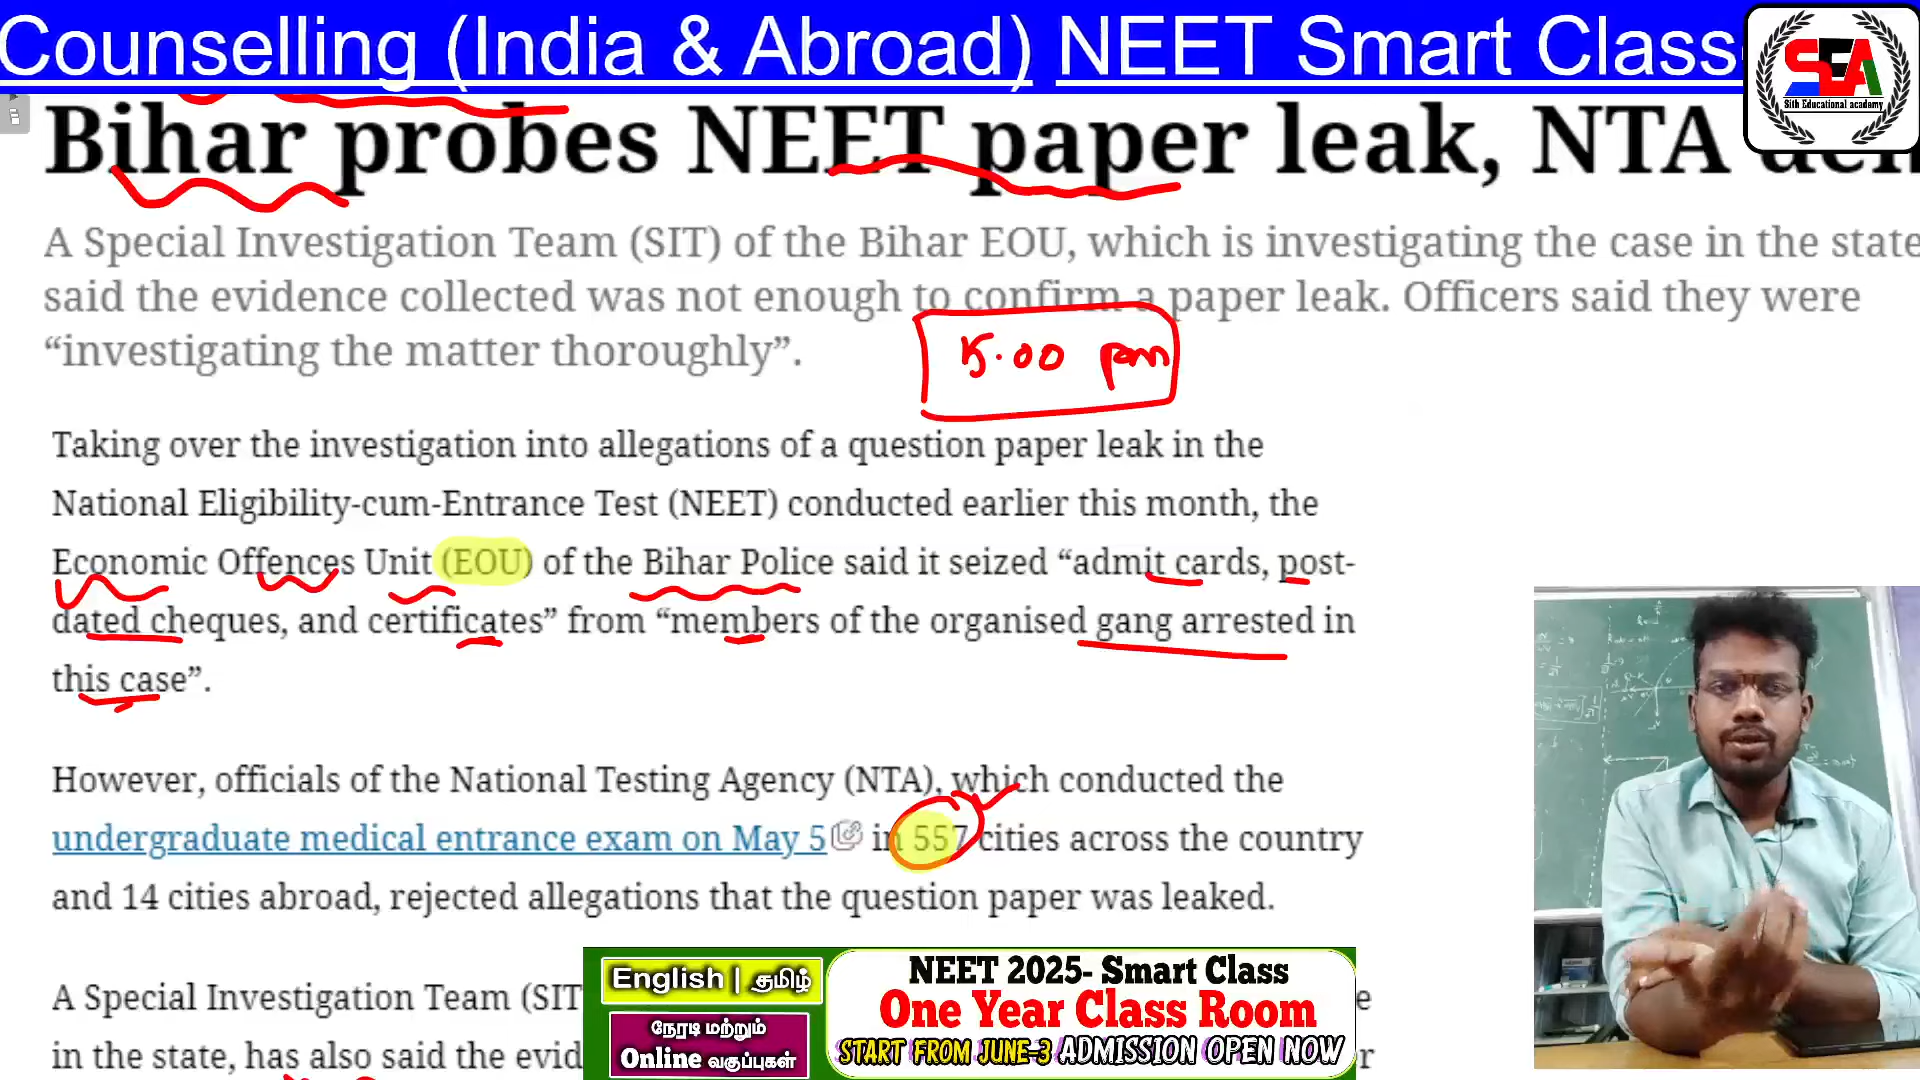 Counselling (India & Abroad) NEET Smart Class
SEA
Sith Educational academy
Bihar probes NEET paper leak, NTA
A Special Investigation Team (SIT) of the Bihar EOU, which is investigating the case in the state
said the evidence collected was not enough to confirm a paper leak. Officers said they were
“investigating the matter thoroughly”.
5.00 pm
Taking over the investigation into allegations of a question paper leak in the
National Eligibility-cum-Entrance Test (NEET) conducted earlier this month, the
Economic Offences Unit (EOU) of the Bihar Police said it seized “admit cards, post-
dated cheques, and certificates” from “members of the organised gang arrested in
this case”.
However, officials of the National Testing Agency (NTA), which conducted the
undergraduate medical entrance exam on May 5 in 557 cities across the country
and 14 cities abroad, rejected allegations that the question paper was leaked.
A Special Investigation Team (SIT
in the state, has also said the evid
English | தமிழ்
நேரடி மற்றும்
Online வகுப்புகள்
NEET 2025- Smart Class
One Year Class Room
START FROM JUNE-3 ADMISSION OPEN NOW